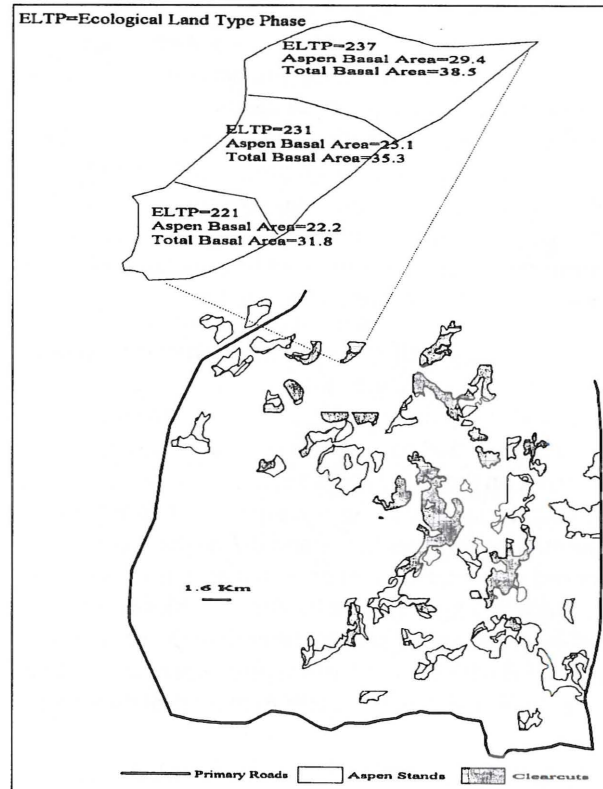 ELTP=Ecological Land Type Phase
ELTP=237
Aspen Basal Area=29.4
Total Basal Area=38.5
ELTP=231
Aspen Basal Area=25.1
Total Basal Area=35.3
ELTP=221
Aspen Basal Area=22.2
Total Basal Area=31.8
1.6 Km
Primary Roads
Aspen Stands
Clearcuts